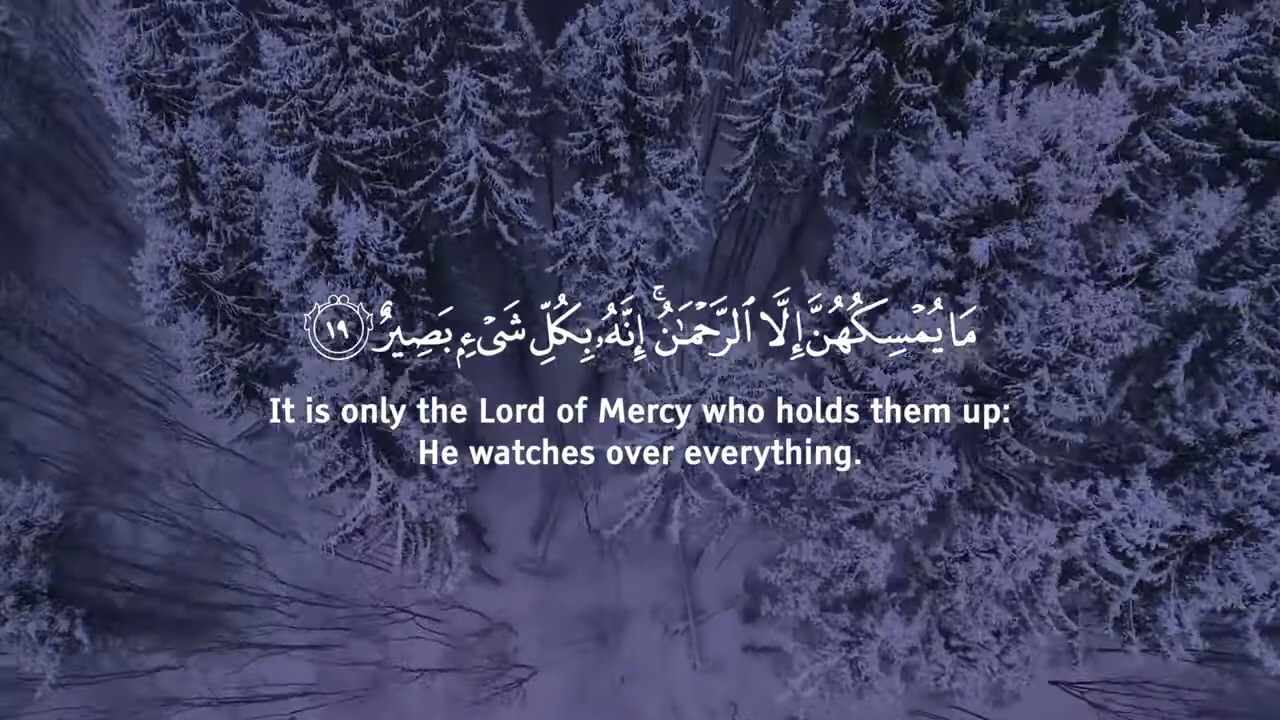 مَا يُمْسِكُهُنَّ إِلَّا ٱلرَّحْمَـٰنُ ۚ إِنَّهُۥ بِكُلِّ شَىْءٍۭ بَصِيرٌ ١٩
It is only the Lord of Mercy who holds them up:
He watches over everything.